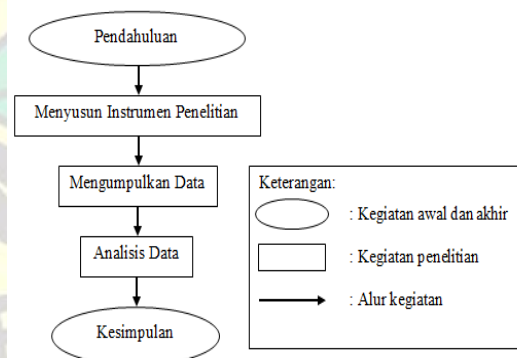 Pendahuluan
Menyusun Instrumen Penelitian
Mengumpulkan Data
Analisis Data
Kesimpulan
Keterangan:
: Kegiatan awal dan akhir
: Kegiatan penelitian
: Alur kegiatan